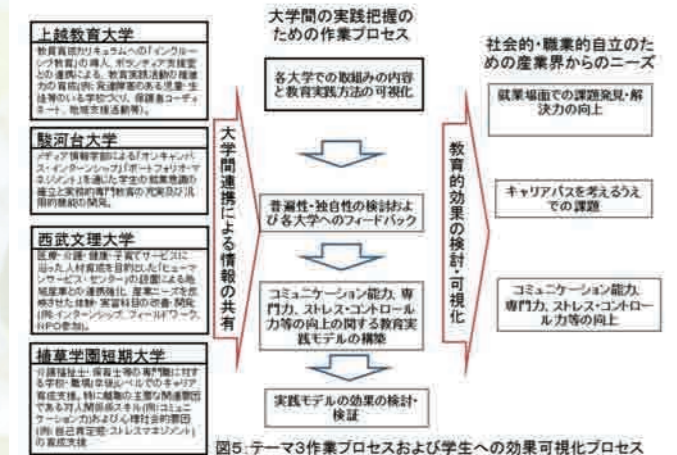 上越教育大学
教員育成カリキュラムへの「インクルー
シブ教育」の導入、ボランティア支援室
との連携による、教育実践活動の推進
力の育成(例:発達障害のある児童・生
徒等のいる学校づくり、保護者コーディ
ネート、地域支援活動等)。
駿河台大学
メディア情報学部による「オンキャンパ
ス・インターンシップ」「ポートフォリオ・マ
ネジメント」を通じた学生の就業意識の
確立と実務的専門教育の充実及び汎
用的機能の開発。
西武文理大学
医療・介護・健康・子育てサービスに
沿った人材育成を目的とした「ヒューマ
ンサービス・センター」の設置による地
域産業との連携強化、産業ニーズを反
映させた体験・実習科目の改善・開発
(例:インターンシップ、フィールドワーク、
NPO参加)。
植草学園短期大学
介護福祉士・保育士等の専門職に対す
る学校・職場(卒後)レベルでのキャリア
育成支援。特に離職の主要な関連要因
である対人関係係スキル(例:コミュニ
ケーション力)および心理社会的要因
(例:自己肯定感・ストレスマネジメント)
の育成支援
大学間連携による情報の共有
大学間の実践把握の
ための作業プロセス
各大学での取組みの内容
と教育実践方法の可視化
普遍性・独自性の検討およ
び各大学へのフィードバック
コミュニケーション能力、専
門力、ストレス・コントロール
力等の向上の関する教育実
践モデルの構築
実践モデルの効果の検討・
検証
教育的効果の検討・可視化
社会的・職業的自立のた
めの産業界からのニーズ
就業場面での課題発見・解
決力の向上
キャリアパスを考えるうえ
での課題
コミュニケーション能力、
専門力、ストレス・コントロー
ル力等の向上
図5:テーマ3作業プロセスおよび学生への効果可視化プロセス